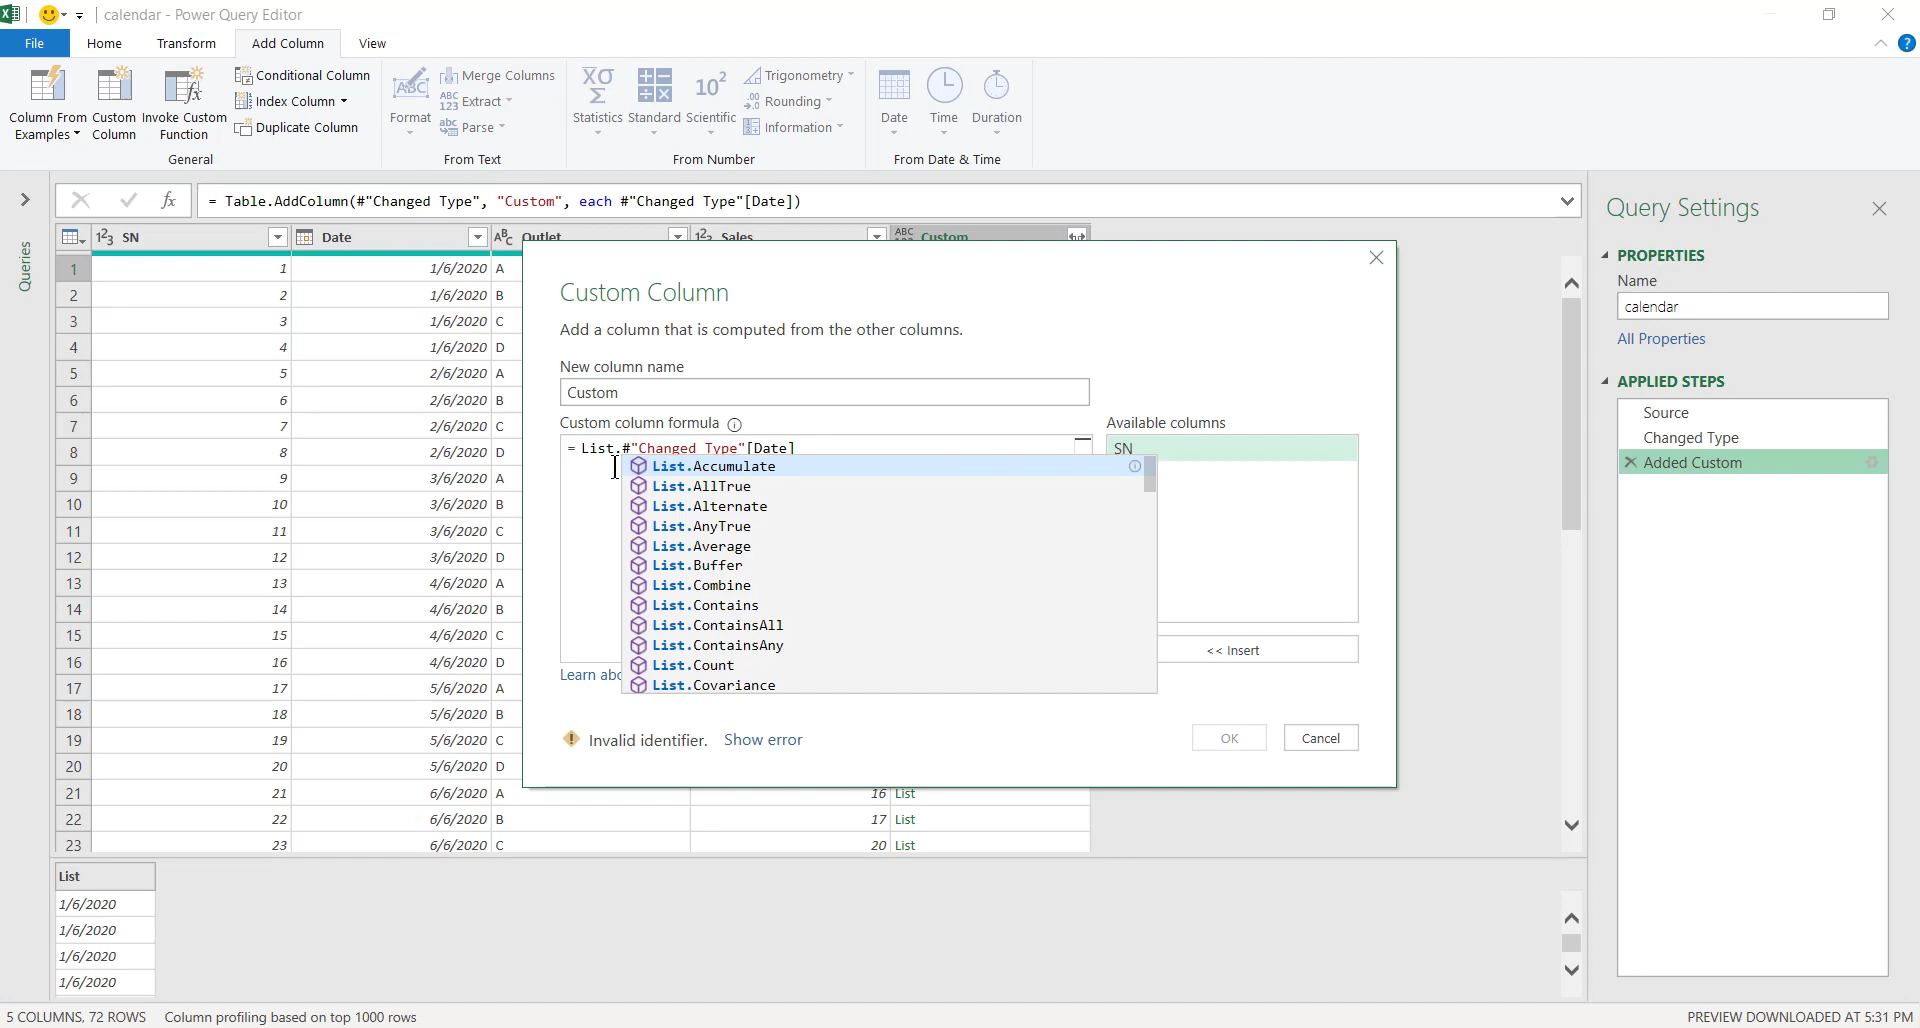 calendar - Power Query Editor
File Home Transform Add Column View
Column From Examples
Custom Column
Invoke Custom Function
Conditional Column
Index Column
Duplicate Column
General
Format
Merge Columns
Extract
Parse
From Text
Statistics
Standard
Scientific
Trigonometry
Rounding
Information
From Number
Date
Time
Duration
From Date & Time
= Table.AddColumn(#"Changed Type", "Custom", each #"Changed Type"[Date])
Queries
SN Date Outlet Sales Custom
1 1 1/6/2020 A
2 2 1/6/2020 B
3 3 1/6/2020 C
4 4 1/6/2020 D
5 5 2/6/2020 A
6 6 2/6/2020 B
7 7 2/6/2020 C
8 8 2/6/2020 D
9 9 3/6/2020 A
10 10 3/6/2020 B
11 11 3/6/2020 C
12 12 3/6/2020 D
13 13 4/6/2020 A
14 14 4/6/2020 B
15 15 4/6/2020 C
16 16 4/6/2020 D
17 17 5/6/2020 A
18 18 5/6/2020 B
19 19 5/6/2020 C
20 20 5/6/2020 D
21 21 6/6/2020 A 16 List
22 22 6/6/2020 B 17 List
23 23 6/6/2020 C 20 List
Custom Column
Add a column that is computed from the other columns.
New column name
Custom
Custom column formula
= List.#"Changed Type"[Date]
Available columns
SN
List.Accumulate
List.AllTrue
List.Alternate
List.AnyTrue
List.Average
List.Buffer
List.Combine
List.Contains
List.ContainsAll
List.ContainsAny
List.Count
List.Covariance
<< Insert
Learn abo
Invalid identifier. Show error
OK
Cancel
List
1/6/2020
1/6/2020
1/6/2020
1/6/2020
Query Settings
PROPERTIES
Name
calendar
All Properties
APPLIED STEPS
Source
Changed Type
Added Custom
5 COLUMNS, 72 ROWS Column profiling based on top 1000 rows
PREVIEW DOWNLOADED AT 5:31 PM